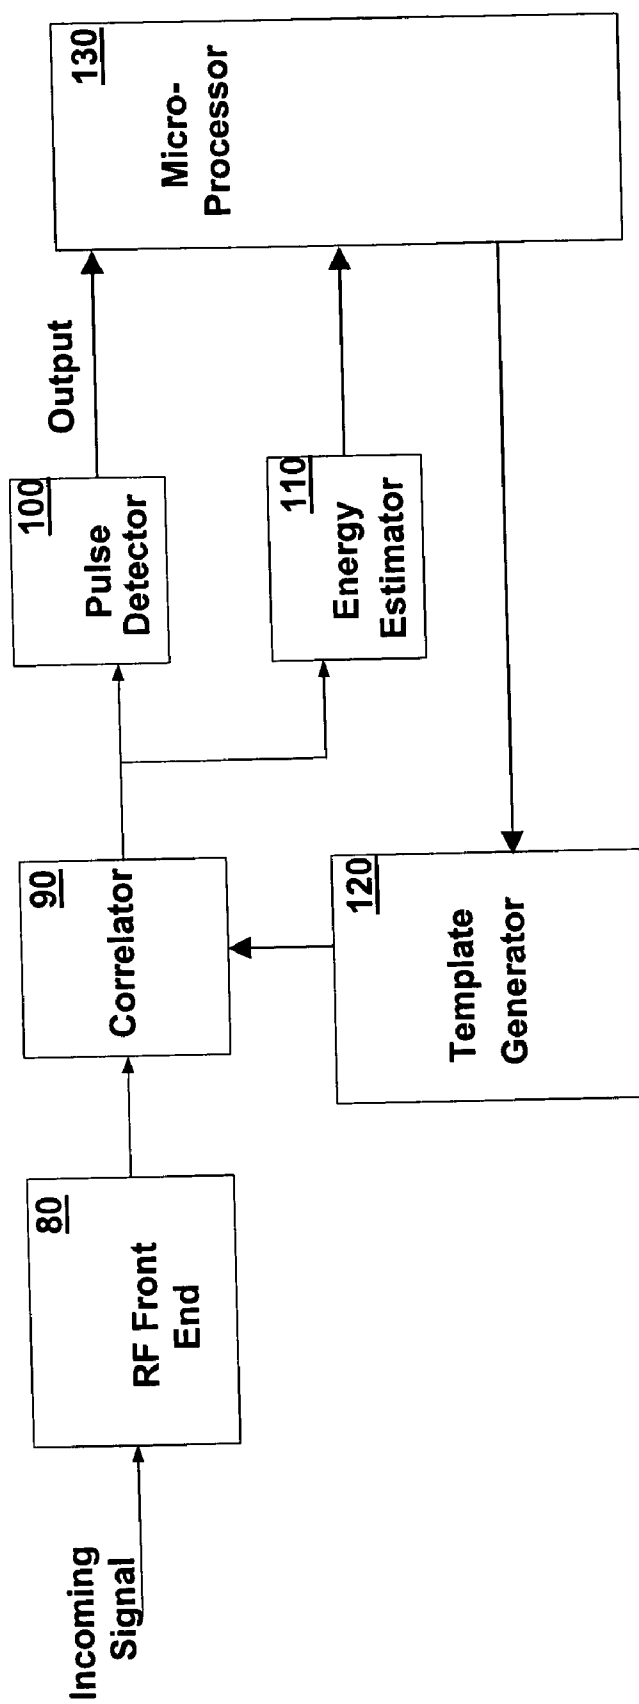 Incoming
Signal
80
RF Front
End
90
Correlator
120
Template
Generator
100
Pulse
Detector
110
Energy
Estimator
Output
130
Micro-
Processor